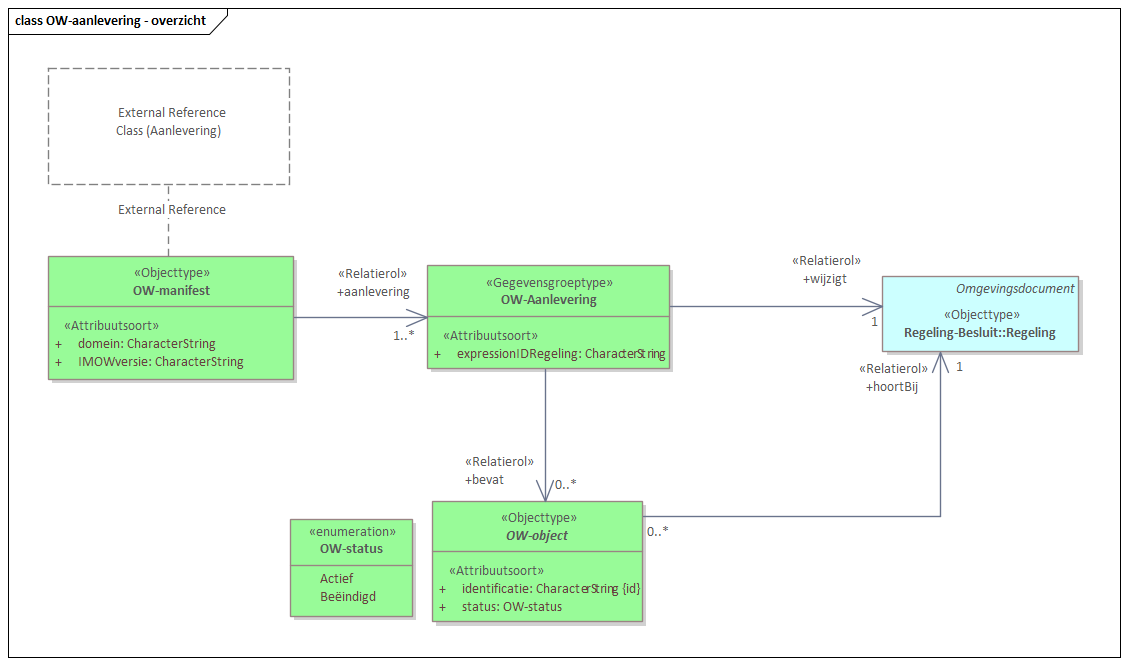 class OW-aanlevering - overzicht
External Reference
Class (Aanlevering)
External Reference
«Objecttype»
OW-manifest
«Attribuutsoort»
+ domein: CharacterString
+ IMOWversie: CharacterString
«Relatierol»
+aanlevering
1..*
«Gegevensgroeptype»
OW-Aanlevering
«Attribuutsoort»
+ expressionIDRegeling: CharacterString
«Relatierol»
+wijzigt
1
Omgevingsdocument
«Objecttype»
Regeling-Besluit::Regeling
«Relatierol»
+hoortBij
1
«Relatierol»
+bevat
0..*
«Objecttype»
OW-object
«Attribuutsoort»
+ identificatie: CharacterString {id}
+ status: OW-status
0..*
«enumeration»
OW-status
Actief
Beëindigd